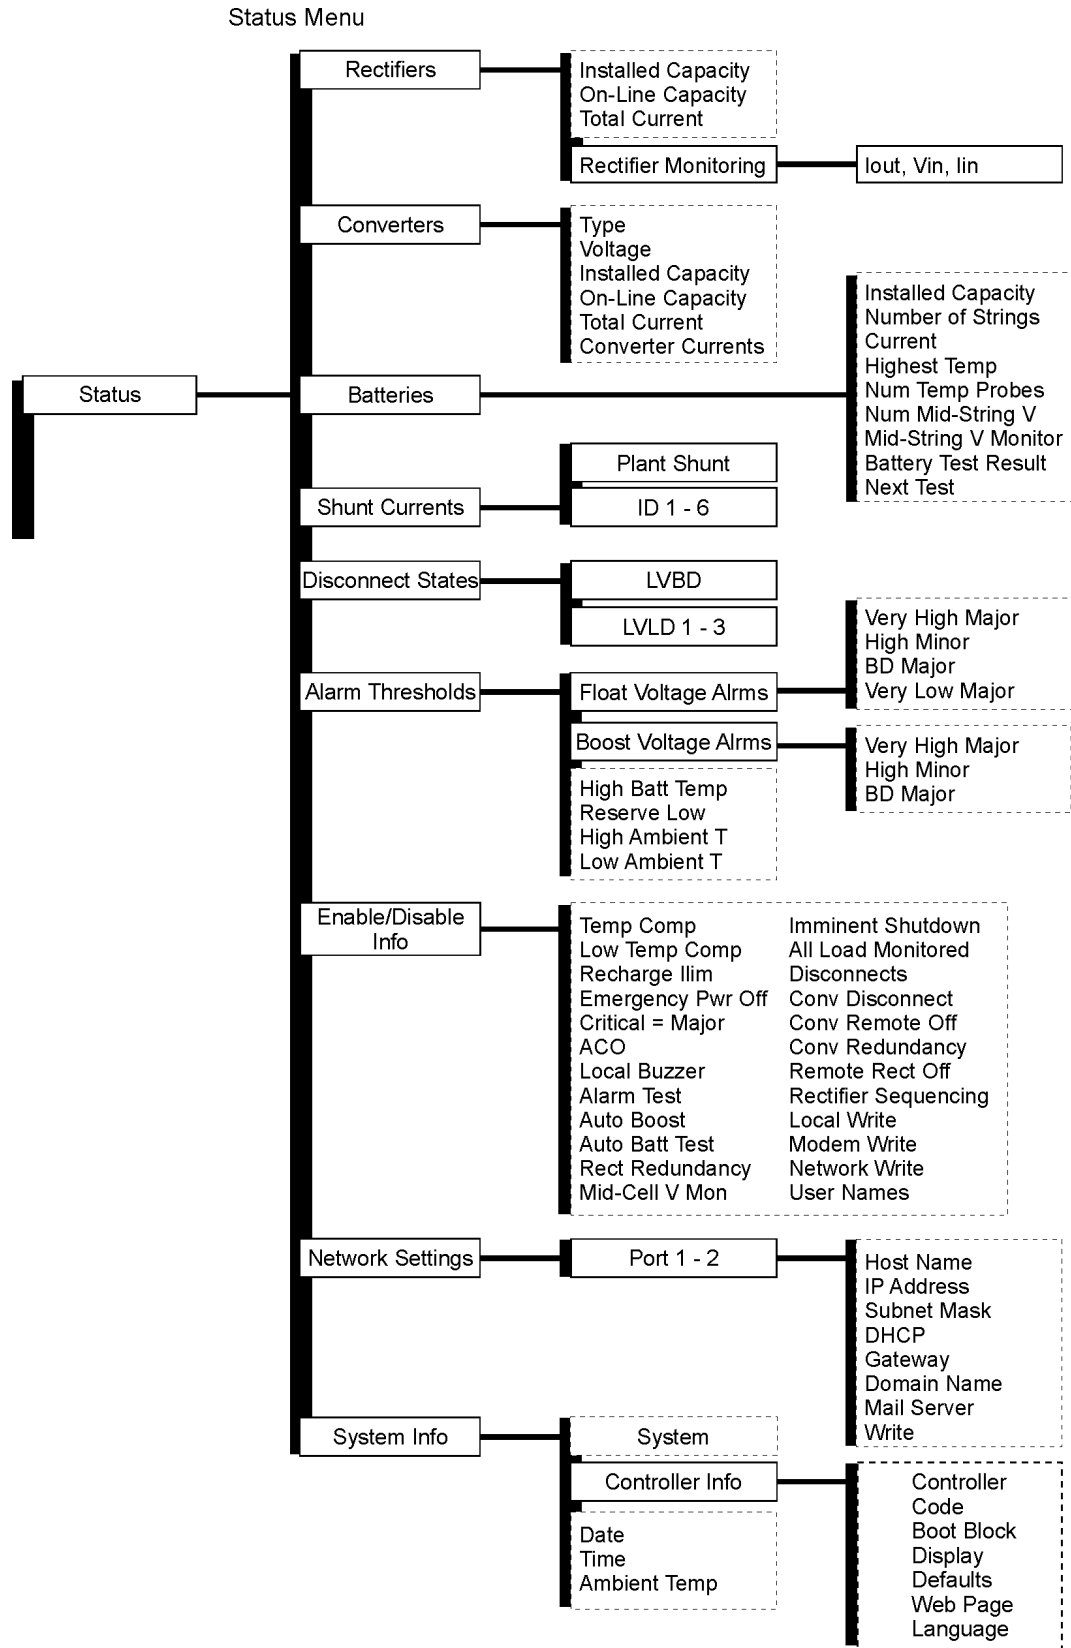 Status Menu
Rectifiers
Installed Capacity
On-Line Capacity
Total Current
Rectifier Monitoring
Iout, Vin, Iin
Converters
Type
Voltage
Installed Capacity
On-Line Capacity
Total Current
Converter Currents
Status
Batteries
Installed Capacity
Number of Strings
Current
Highest Temp
Num Temp Probes
Num Mid-String V
Mid-String V Monitor
Battery Test Result
Next Test
Shunt Currents
Plant Shunt
ID 1 - 6
Disconnect States
LVBD
LVLD 1 - 3
Alarm Thresholds
Float Voltage Alrms
Very High Major
High Minor
BD Major
Very Low Major
Boost Voltage Alrms
Very High Major
High Minor
BD Major
High Batt Temp
Reserve Low
High Ambient T
Low Ambient T
Enable/Disable
Info
Temp Comp
Low Temp Comp
Recharge Ilim
Emergency Pwr Off
Critical = Major
ACO
Local Buzzer
Alarm Test
Auto Boost
Auto Batt Test
Rect Redundancy
Mid-Cell V Mon
Imminent Shutdown
All Load Monitored
Disconnects
Conv Disconnect
Conv Remote Off
Conv Redundancy
Remote Rect Off
Rectifier Sequencing
Local Write
Modem Write
Network Write
User Names
Network Settings
Port 1 - 2
Host Name
IP Address
Subnet Mask
DHCP
Gateway
Domain Name
Mail Server
Write
System Info
System
Controller Info
Controller
Code
Boot Block
Display
Defaults
Web Page
Language
Date
Time
Ambient Temp